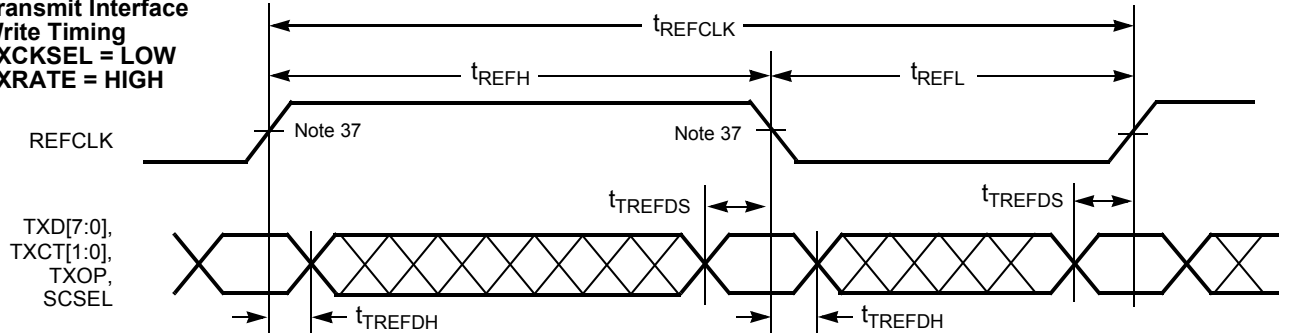 ransmit Interface
Write Timing
XCKSEL = LOW
XRATE = HIGH
tREFCLK
tREFH
tREFL
REFCLK
Note 37
Note 37
tTREFDS
tTREFDS
TXD[7:0],
TXCT[1:0],
TXOP,
SCSEL
tTREFDH
tTREFDH